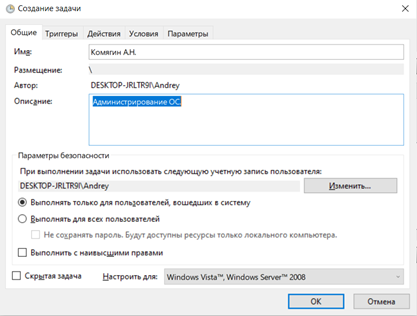 Создание задачи
Общие Триггеры Действия Условия Параметры
Имя: Комягин А.Н.
Размещение: \
Автор: DESKTOP-JRLTR9I\Andrey
Описание: Администрирование ОС
Параметры безопасности
При выполнении задачи использовать следующую учетную запись пользователя:
DESKTOP-JRLTR9I\Andrey Изменить...
Выполнять только для пользователей, вошедших в систему
Выполнять для всех пользователей
Не сохранять пароль. Будут доступны ресурсы только локального компьютера.
Выполнить с наивысшими правами
Скрытая задача Настроить для: Windows Vista™, Windows Server™ 2008
ОК Отмена